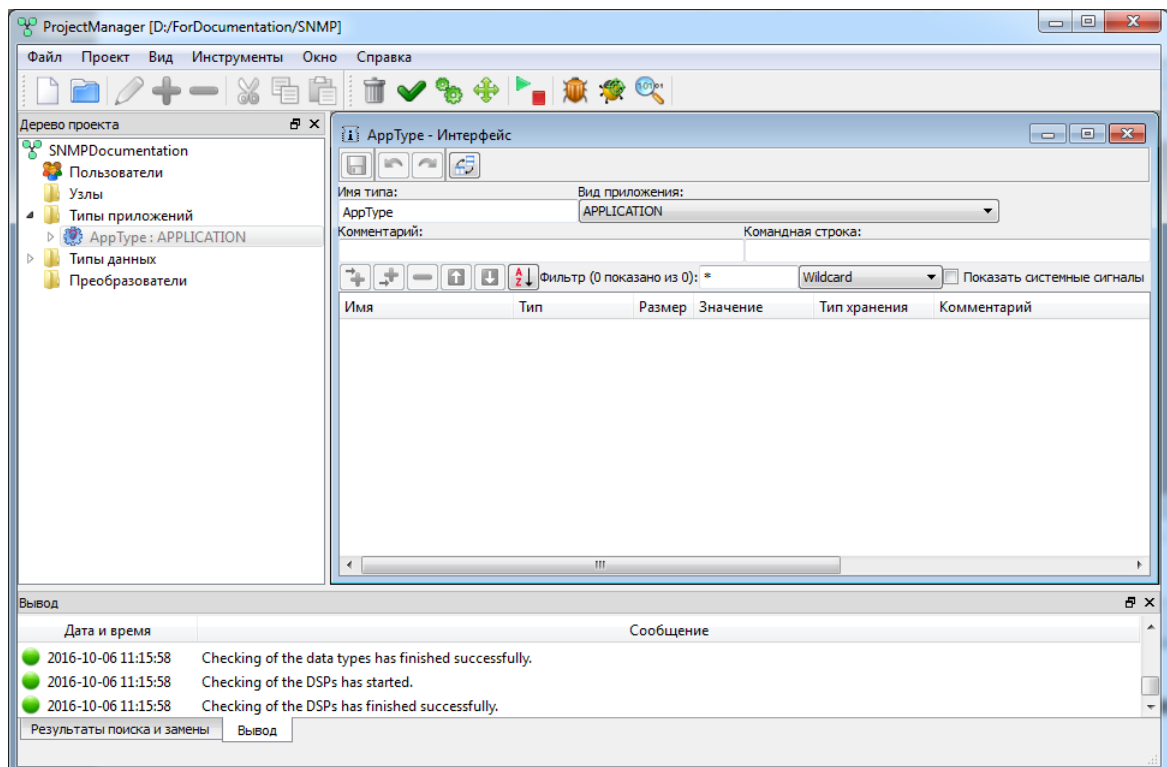 ProjectManager [D:/ForDocumentation/SNMP]
Файл Проект Вид Инструменты Окно Справка
Дерево проекта
SNMPDocumentation
Пользователи
Узлы
Типы приложений
AppType : APPLICATION
Типы данных
Преобразователи
AppType - Интерфейс
Имя типа: Вид приложения:
AppType APPLICATION
Комментарий: Командная строка:
Фильтр (0 показано из 0): * Wildcard Показать системные сигналы
Имя Тип Размер Значение Тип хранения Комментарий
Вывод
Дата и время Сообщение
2016-10-06 11:15:58 Checking of the data types has finished successfully.
2016-10-06 11:15:58 Checking of the DSPs has started.
2016-10-06 11:15:58 Checking of the DSPs has finished successfully.
Результаты поиска и замены Вывод